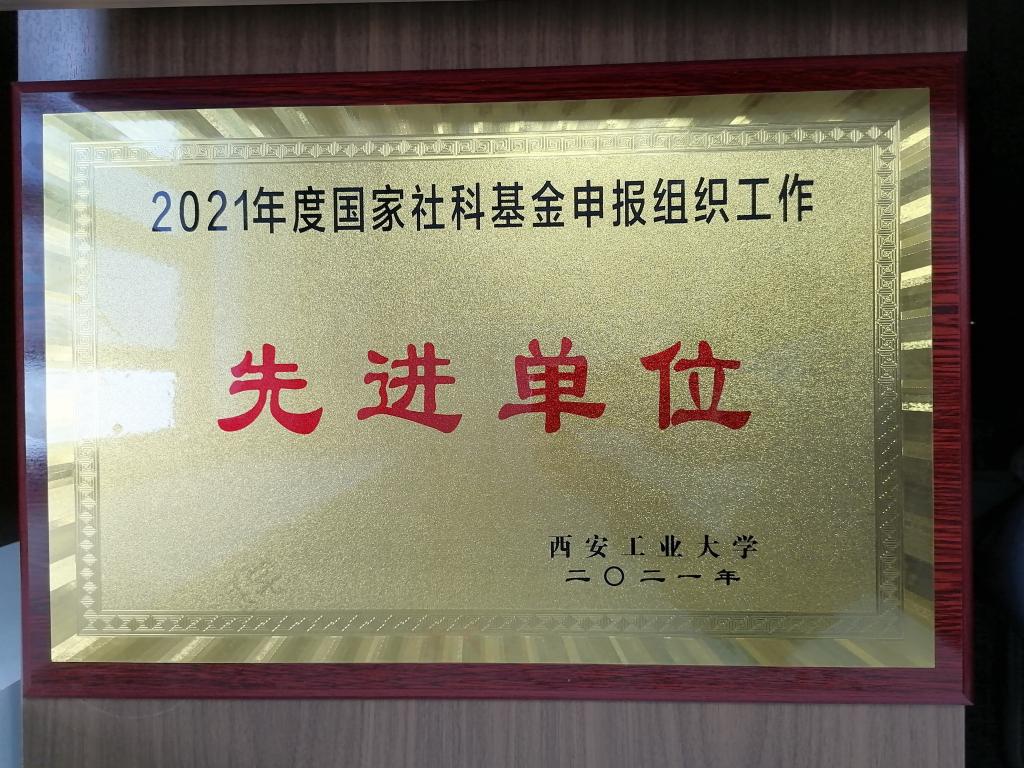 2021年度国家社科基金申报组织工作
先进单位
西安工业大学
二〇二一年